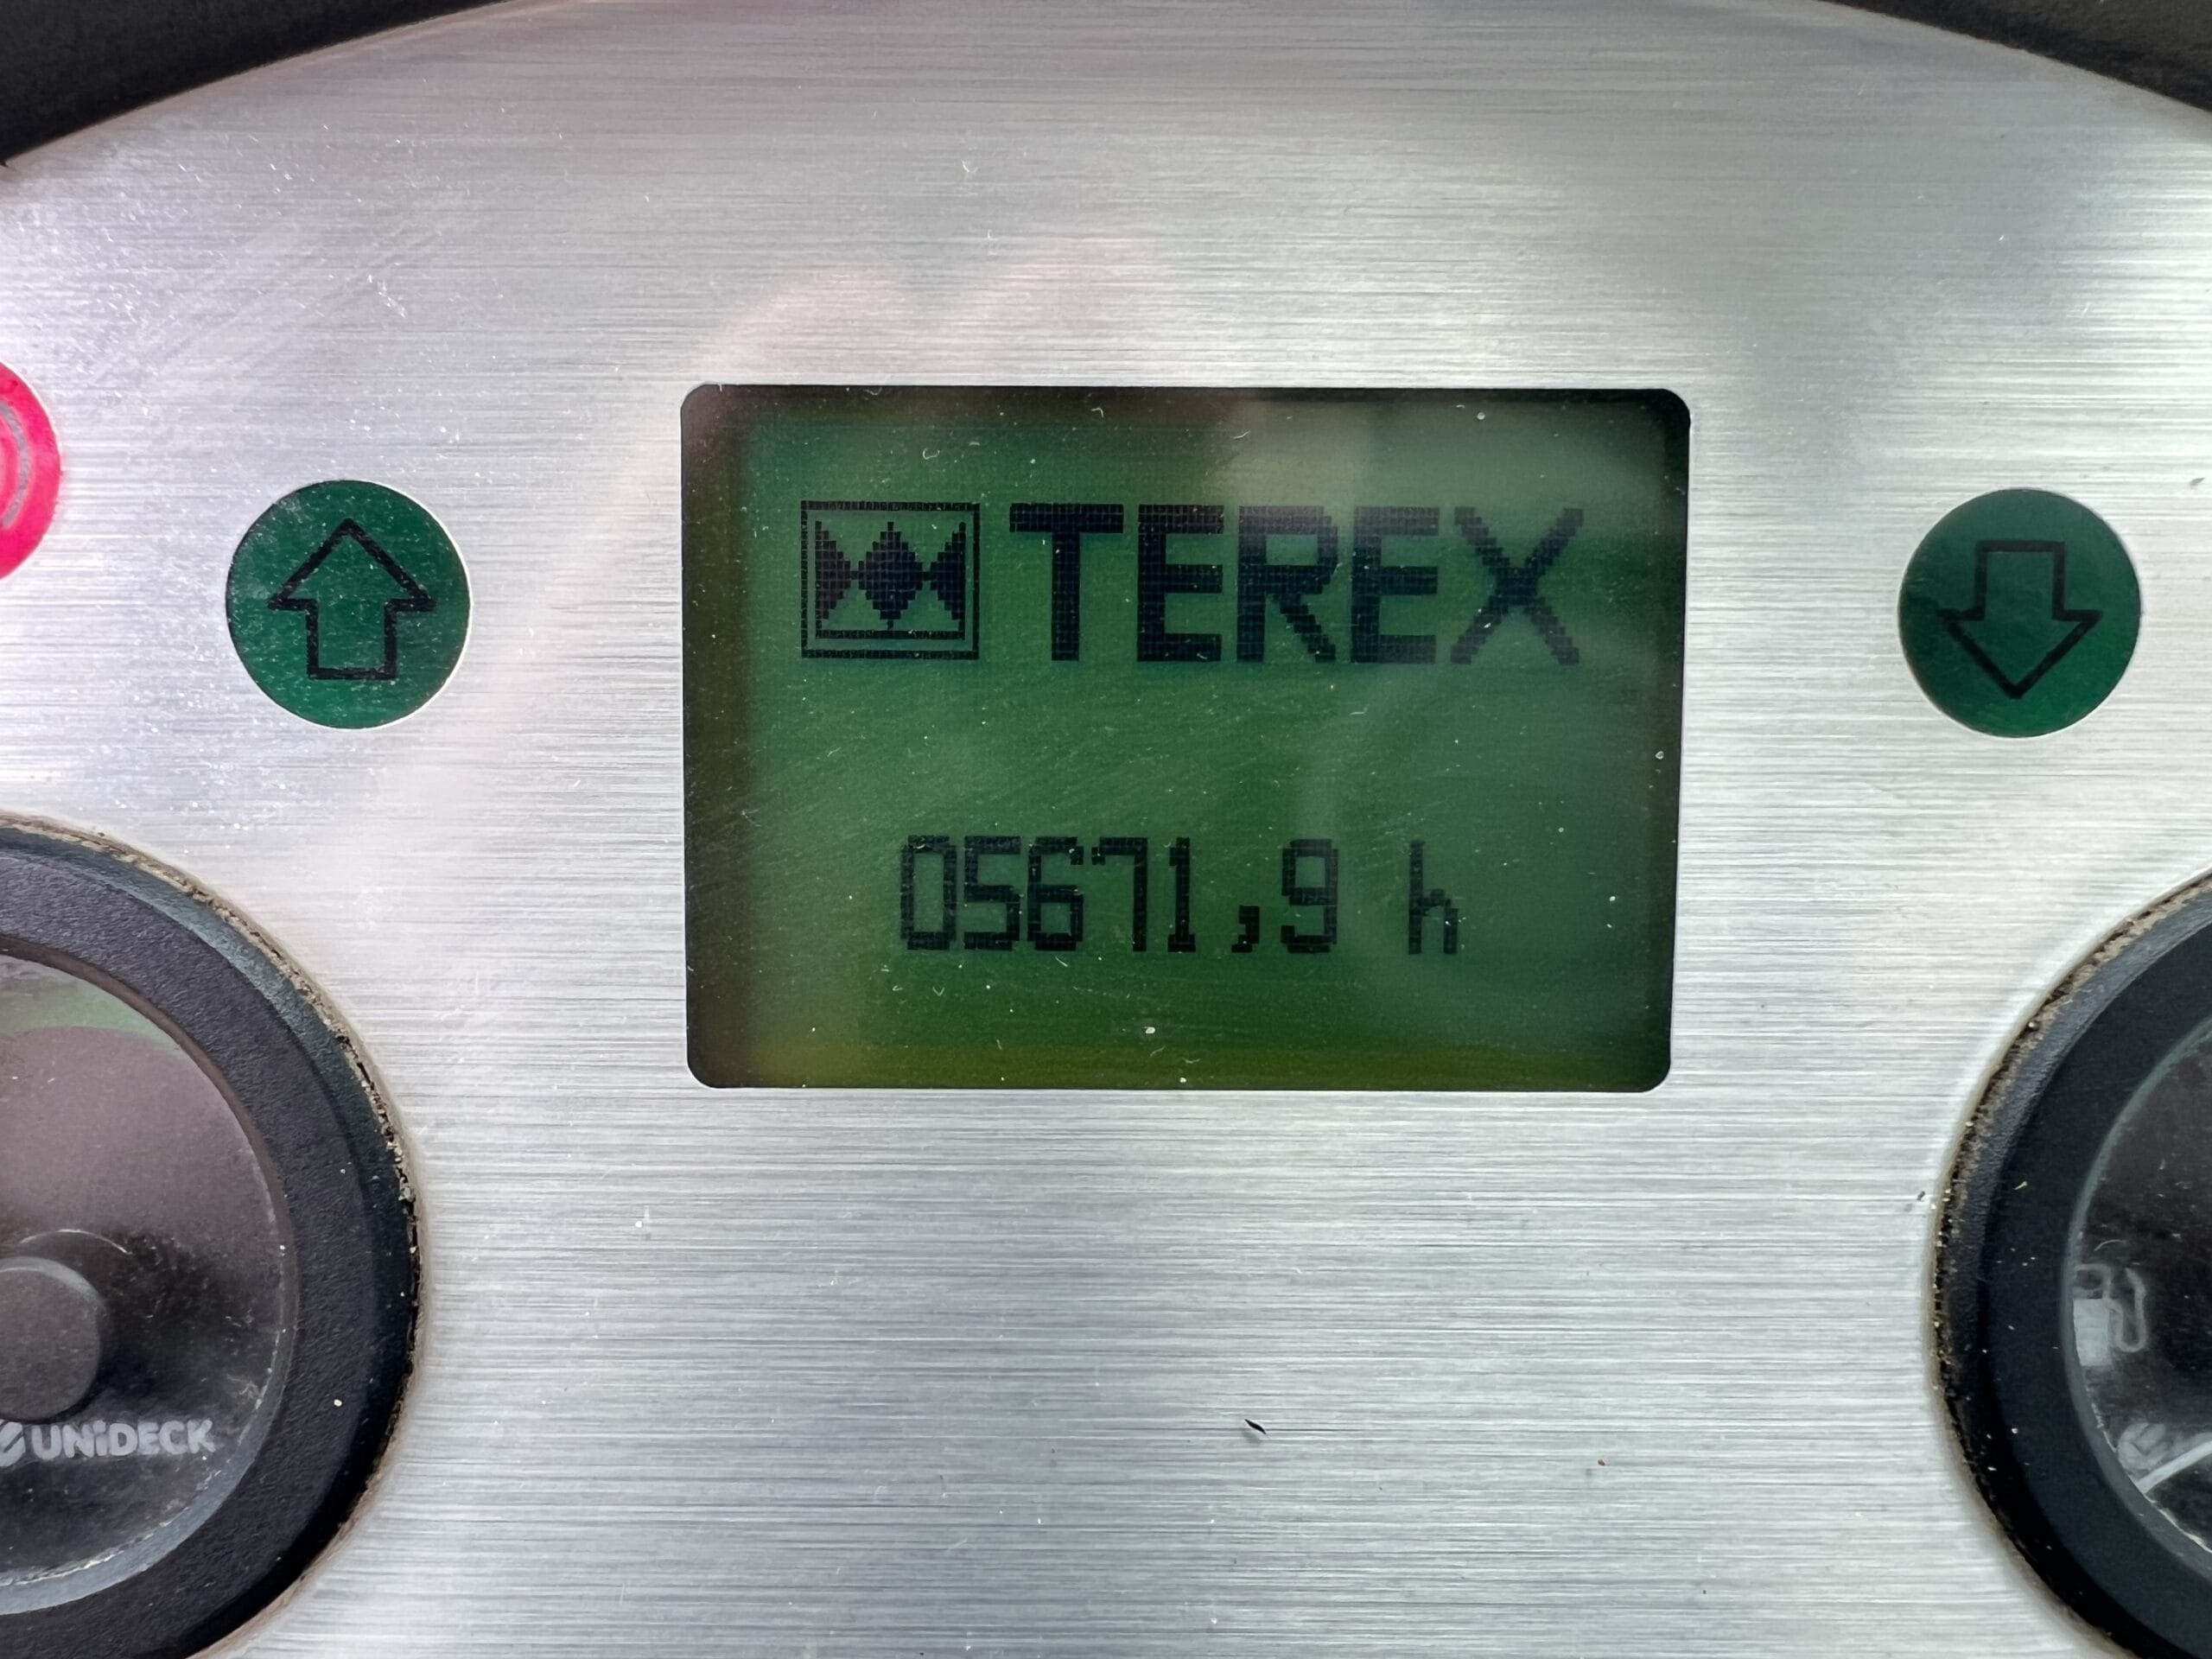 TEREX
05671,9 h
UNiDECK